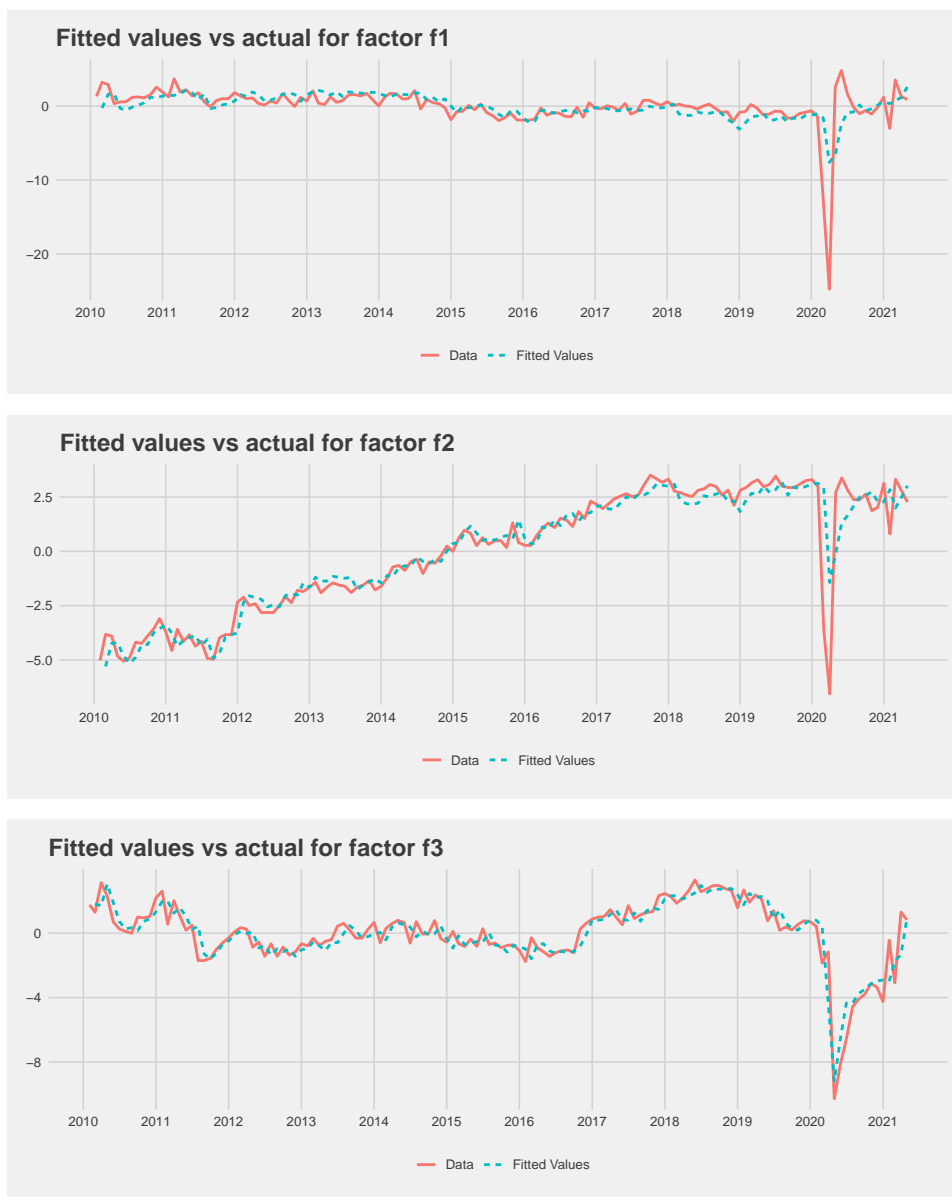 Fitted values vs actual for factor f1
0
−10
−20
2010 2011 2012 2013 2014 2015 2016 2017 2018 2019 2020 2021
Data Fitted Values
Fitted values vs actual for factor f2
2.5
0.0
−2.5
−5.0
2010 2011 2012 2013 2014 2015 2016 2017 2018 2019 2020 2021
Data Fitted Values
Fitted values vs actual for factor f3
0
−4
−8
2010 2011 2012 2013 2014 2015 2016 2017 2018 2019 2020 2021
Data Fitted Values